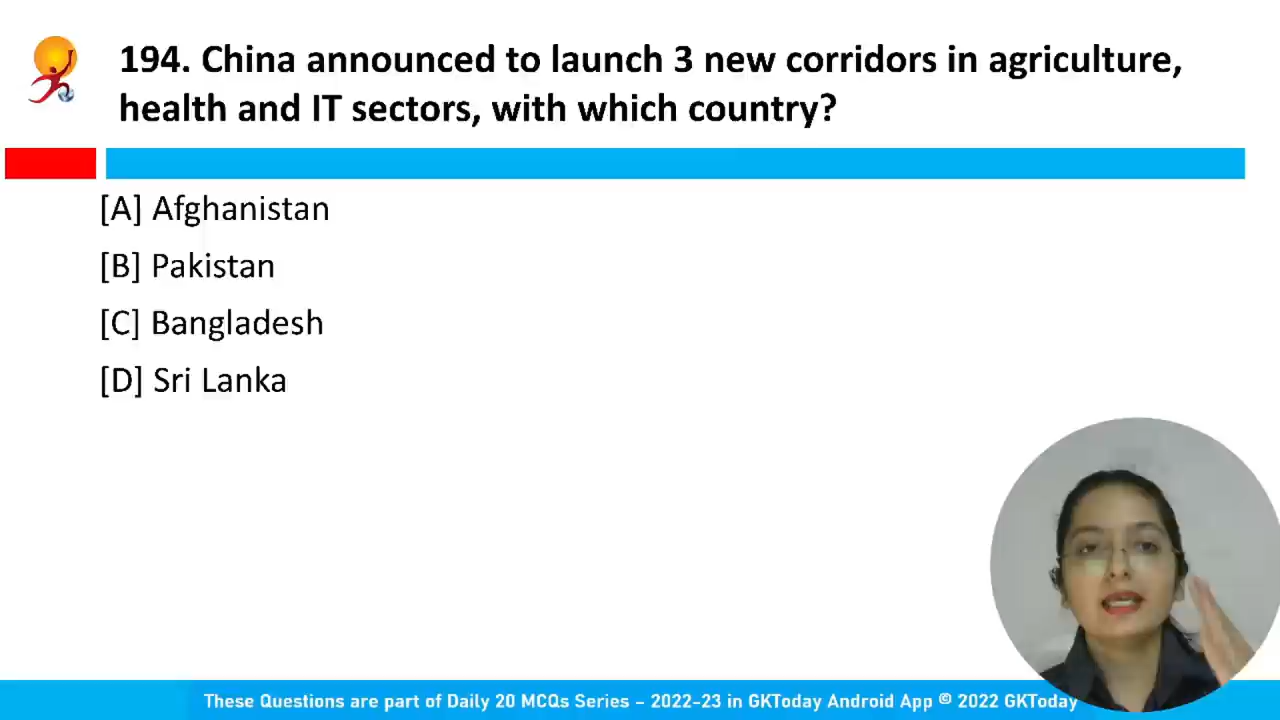 194. China announced to launch 3 new corridors in agriculture,
health and IT sectors, with which country?
[A] Afghanistan
[B] Pakistan
[C] Bangladesh
[D] Sri Lanka
These Questions are part of Daily 20 MCQs Series – 2022-23 in GKToday Android App © 2022 GKToday